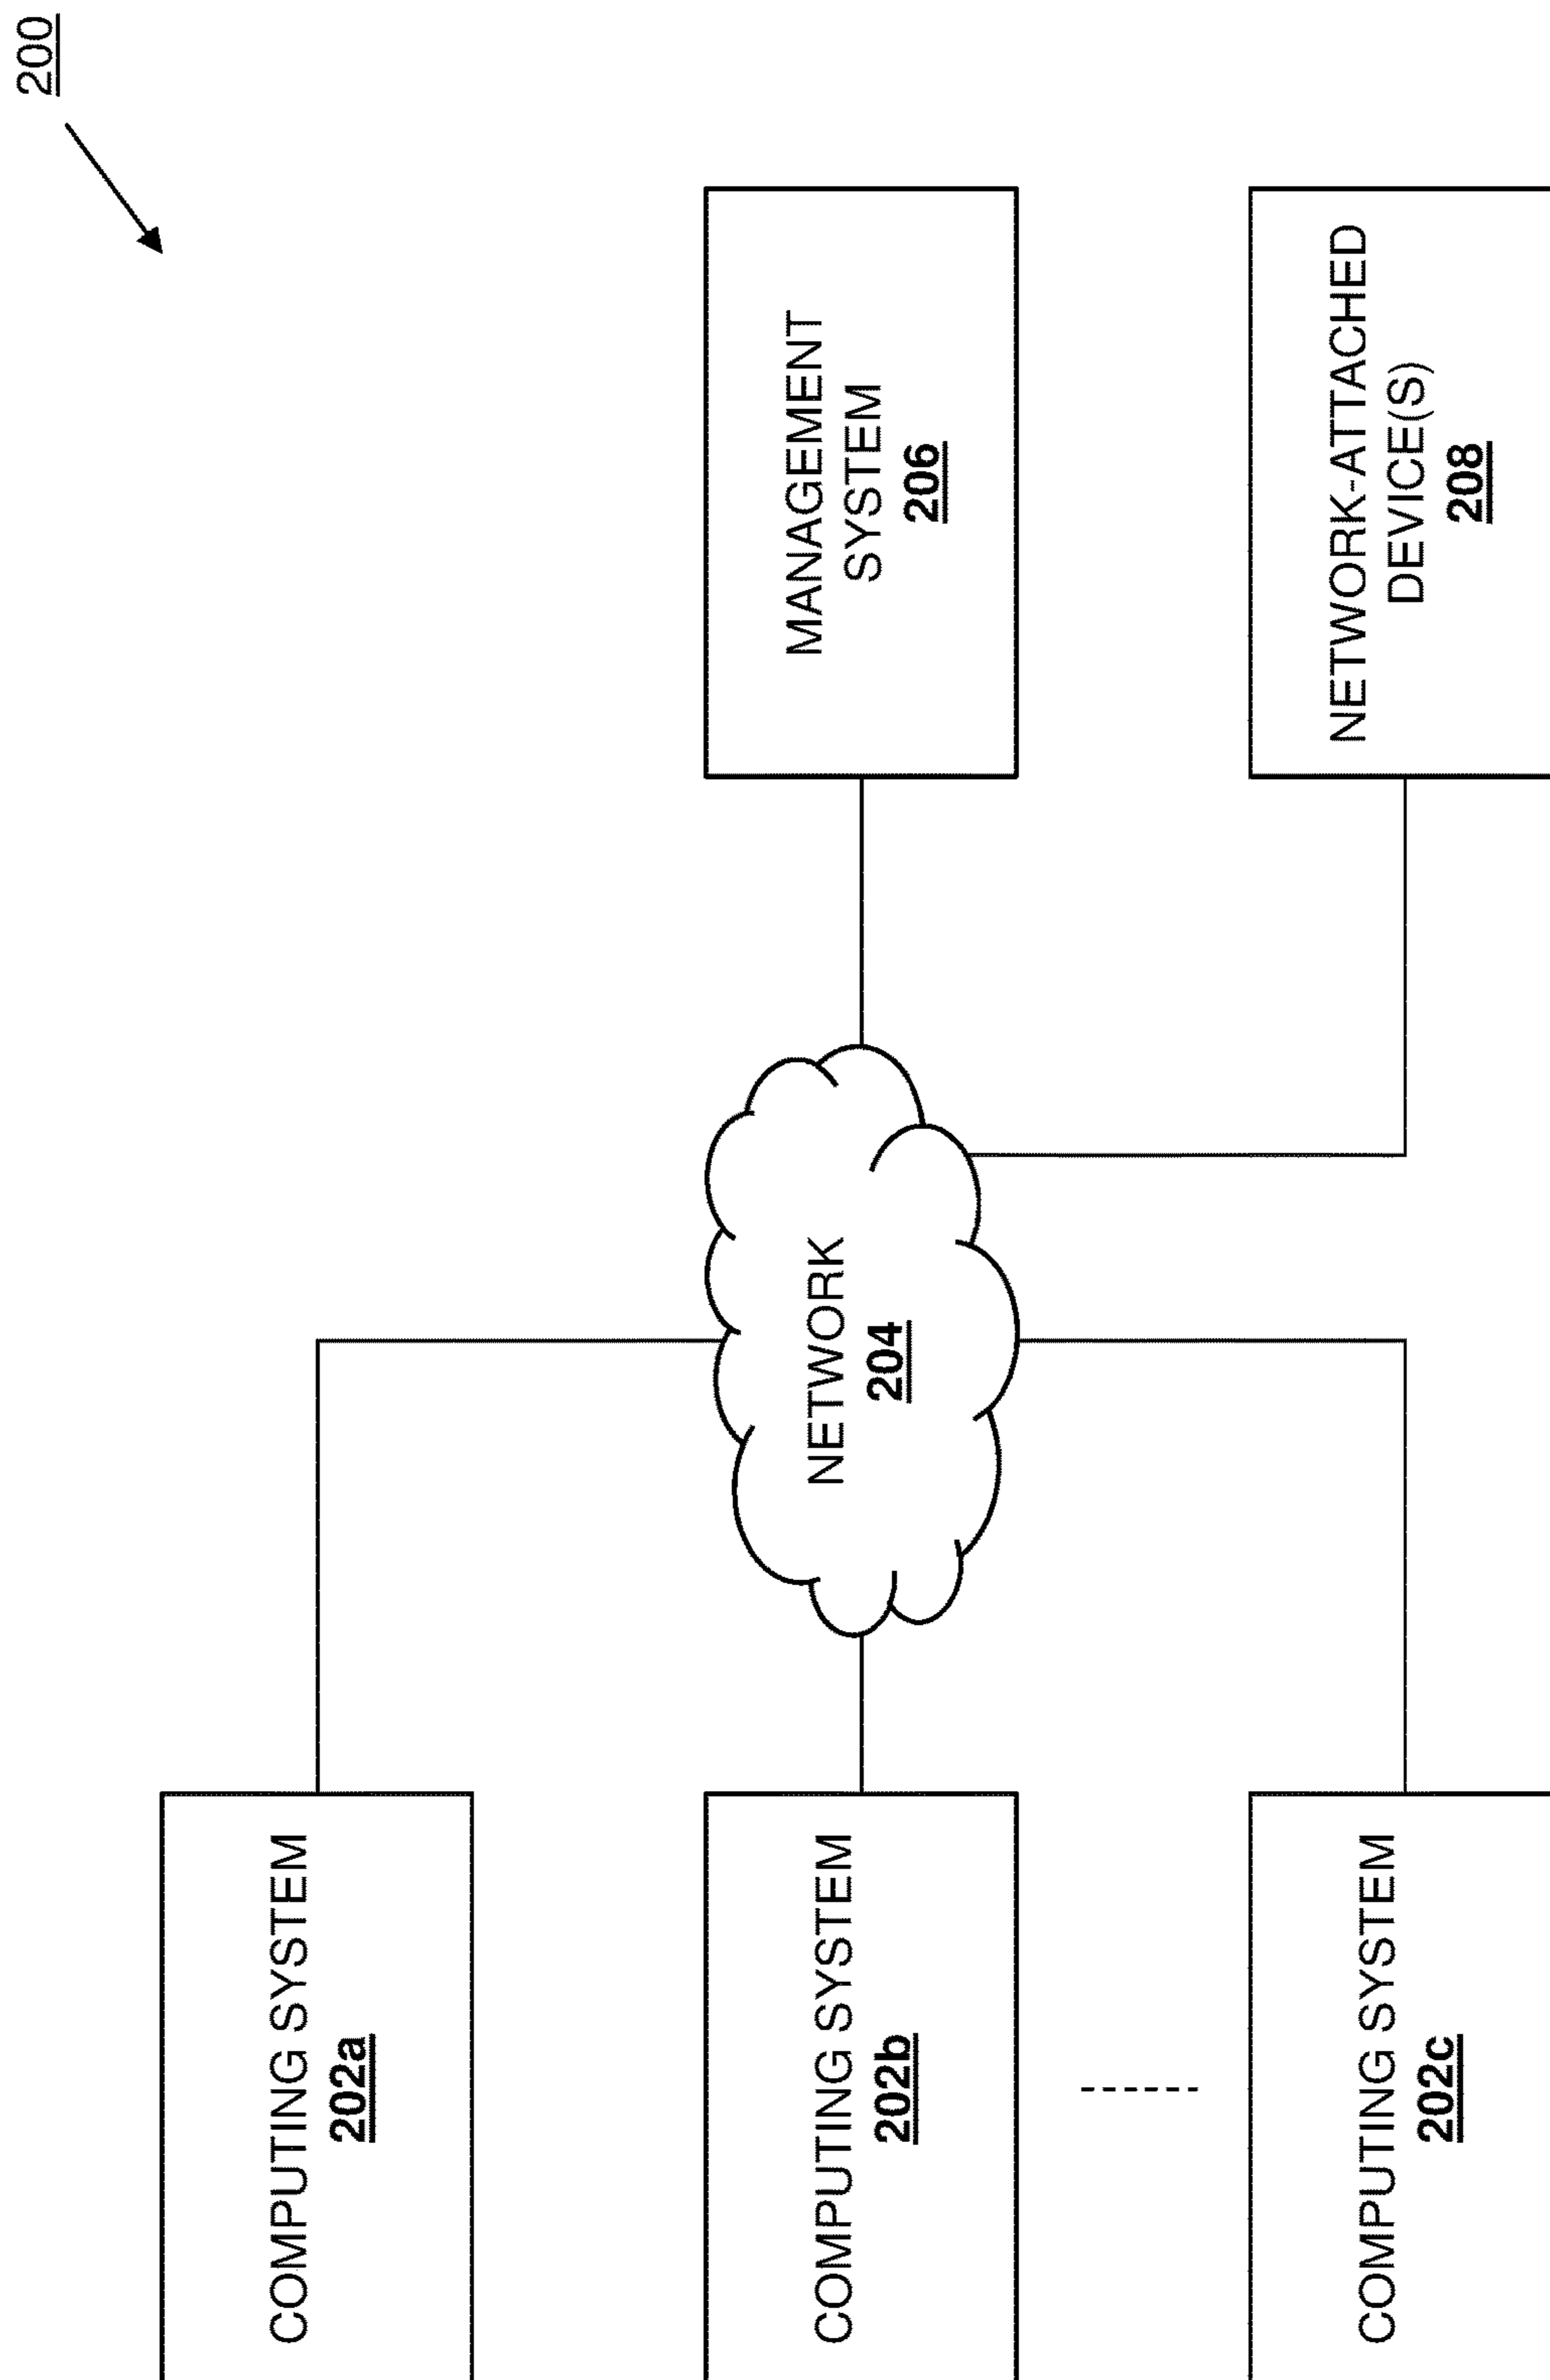 200
COMPUTING SYSTEM
202a
COMPUTING SYSTEM
202b
COMPUTING SYSTEM
202c
NETWORK
204
MANAGEMENT
SYSTEM
206
NETWORK-ATTACHED
DEVICE(S)
208